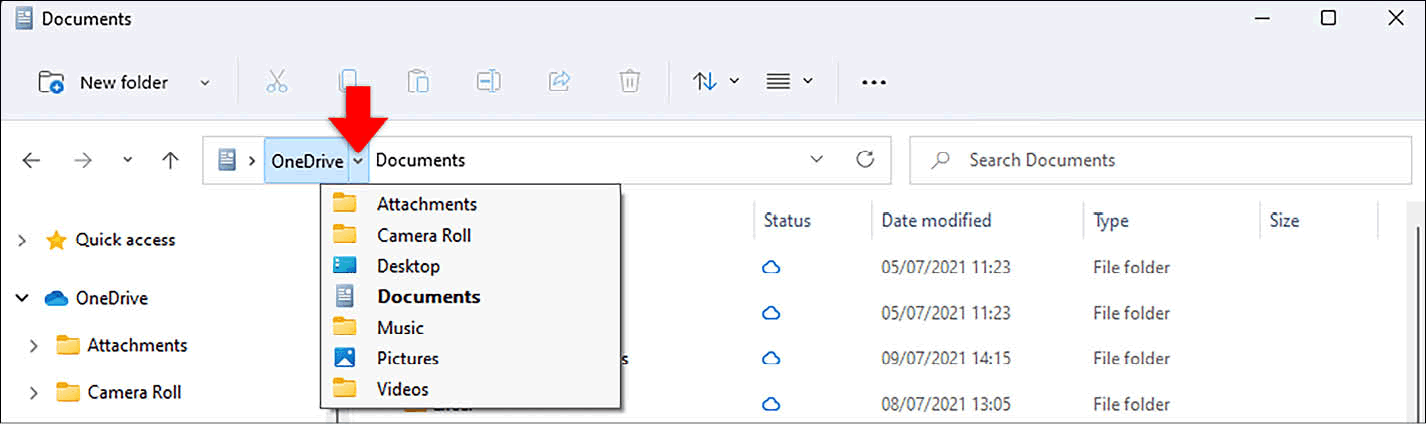 Documents
New folder
OneDrive Documents
Search Documents
Attachments
Camera Roll
Desktop
Documents
Music
Pictures
Videos
Status Date modified Type Size
Quick access
OneDrive
Attachments
Camera Roll
05/07/2021 11:23 File folder
05/07/2021 11:23 File folder
s 09/07/2021 14:15 File folder
08/07/2021 13:05 File folder